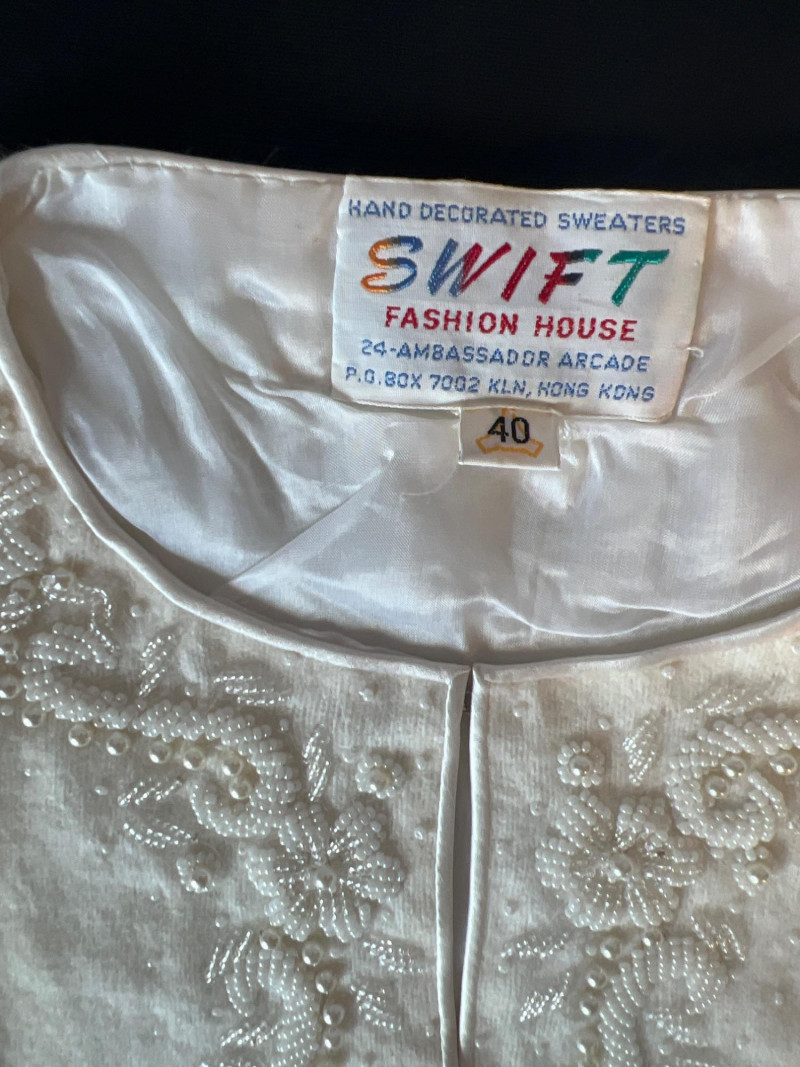 HAND DECORATED SWEATERS
SWIFT
FASHION HOUSE
24-AMBASSADOR ARCADE
P.O.BOX 7002 KLN, HONG KONG
40